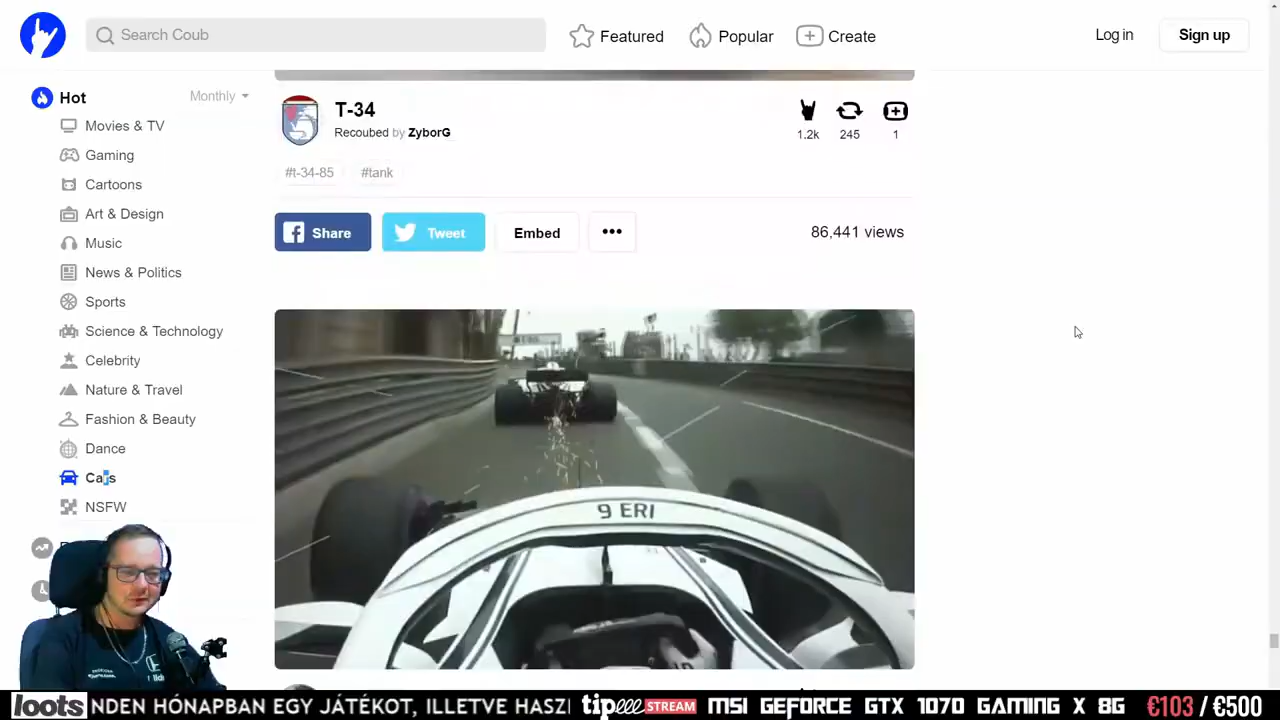 Search Coub
Featured
Popular
Create
Log in
Sign up
Hot
Monthly
Movies & TV
Gaming
Cartoons
Art & Design
Music
News & Politics
Sports
Science & Technology
Celebrity
Nature & Travel
Fashion & Beauty
Dance
Cars
NSFW
T-34
Recoubed by ZyborG
1.2k
245
1
#t-34-85
#tank
Share
Tweet
Embed
•••
86,441 views
9 ERI
loots NDEN HÓNAPBAN EGY JÁTÉKOT, ILLETVE HASZ tipeee STREAM MSI GEFORCE GTX 1070 GAMING X 8G €103 / €500